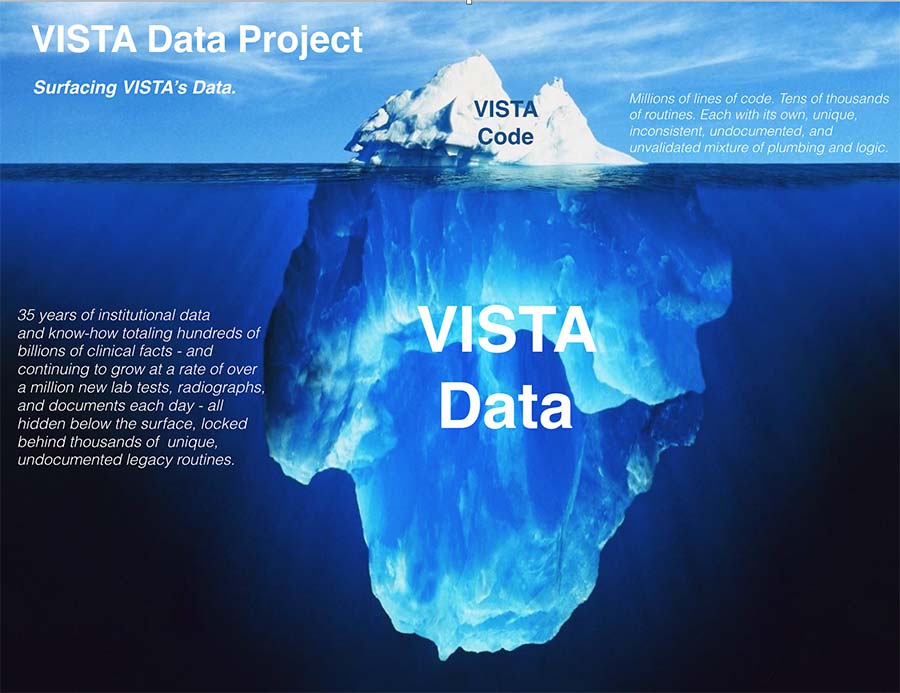 VISTA Data Project
Surfacing VISTA's Data.
VISTA
Code
Millions of lines of code. Tens of thousands
of routines. Each with its own, unique,
inconsistent, undocumented, and
unvalidated mixture of plumbing and logic.
35 years of institutional data
and know-how totaling hundreds of
billions of clinical facts - and
continuing to grow at a rate of over
a million new lab tests, radiographs,
and documents each day - all
hidden below the surface, locked
behind thousands of unique,
undocumented legacy routines.
VISTA
Data